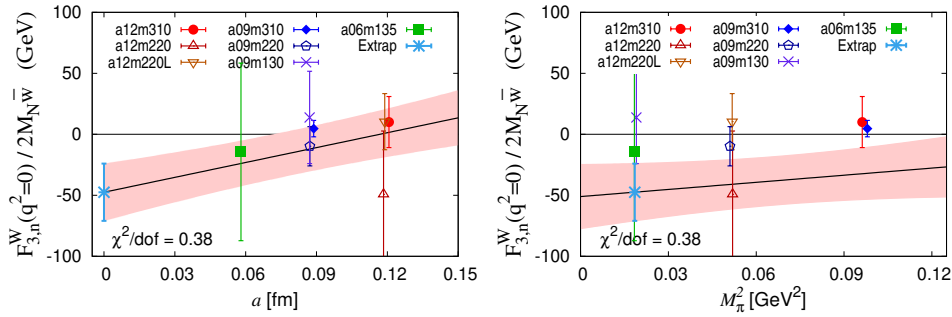 a12m310
a12m220
a12m220L
a09m310
a09m220
a09m130
a06m135
Extrap
F^W_{3,n}(q^2=0) / 2M_N w̅ (GeV)
100
50
0
-50
-100
χ^2/dof = 0.38
0 0.03 0.06 0.09 0.12 0.15
a [fm]
a12m310
a12m220
a12m220L
a09m310
a09m220
a09m130
a06m135
Extrap
F^W_{3,n}(q^2=0) / 2M_N w̅ (GeV)
100
50
0
-50
-100
χ^2/dof = 0.38
0 0.03 0.06 0.09 0.12
M_π^2 [GeV^2]